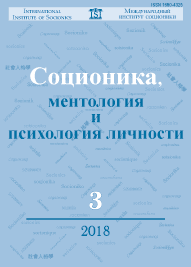 ISSN 1680-4325
INTERNATIONAL
INSTITUTE OF SOCIONICS
МЕЖДУНАРОДНЫЙ
ИНСТИТУТ СОЦИОНИКИ
Соционика,
ментология
и
психология личности
3
2018